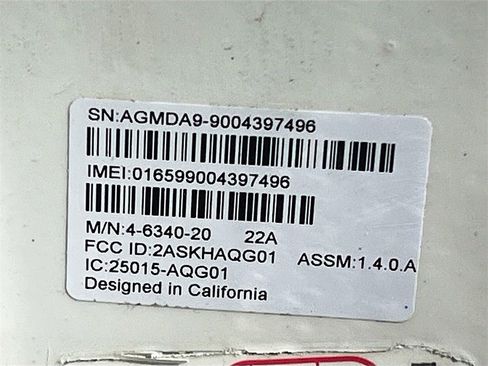 SN:AGMDA9-9004397496
IMEI:016599004397496
M/N:4-6340-20 22A
FCC ID:2ASKHAQG01 ASSM:1.4.0.A
IC:25015-AQG01
Designed in California